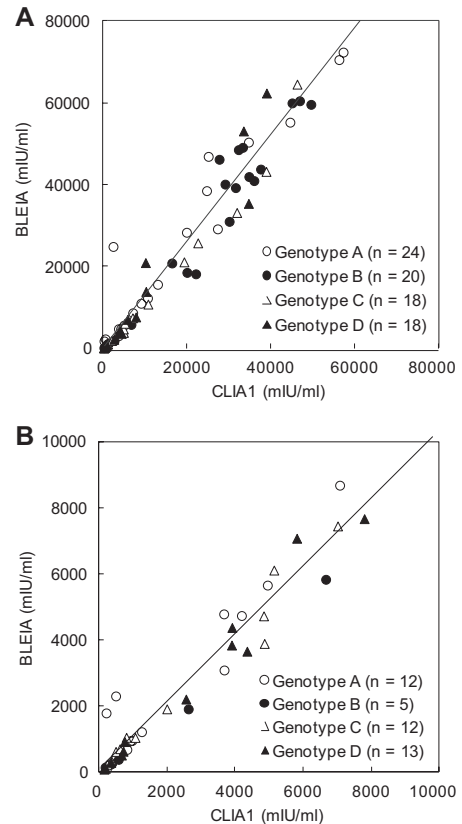 A
80000
60000
40000
20000
0
BLEIA (mIU/ml)
○ Genotype A (n = 24)
● Genotype B (n = 20)
△ Genotype C (n = 18)
▲ Genotype D (n = 18)
0 20000 40000 60000 80000
CLIA1 (mIU/ml)
B
10000
8000
6000
4000
2000
0
BLEIA (mIU/ml)
○ Genotype A (n = 12)
● Genotype B (n = 5)
△ Genotype C (n = 12)
▲ Genotype D (n = 13)
0 2000 4000 6000 8000 10000
CLIA1 (mIU/ml)